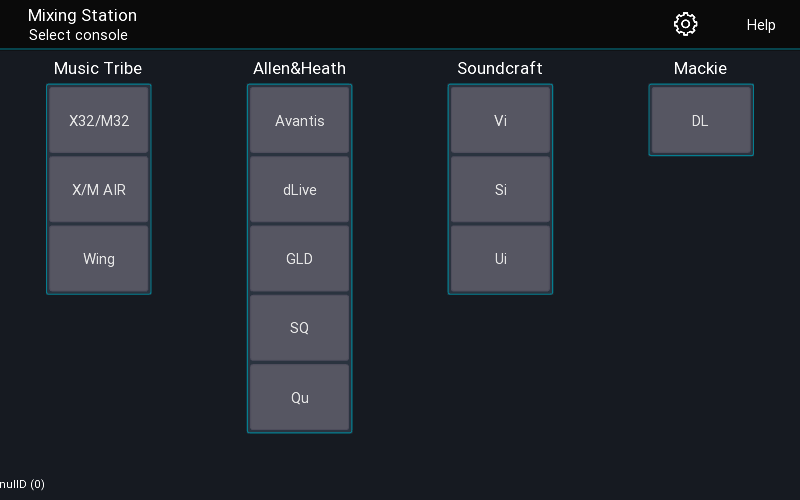 Mixing Station
Select console
Help
Music Tribe
X32/M32
X/M AIR
Wing
Allen&Heath
Avantis
dLive
GLD
SQ
Qu
Soundcraft
Vi
Si
Ui
Mackie
DL
nullD (0)